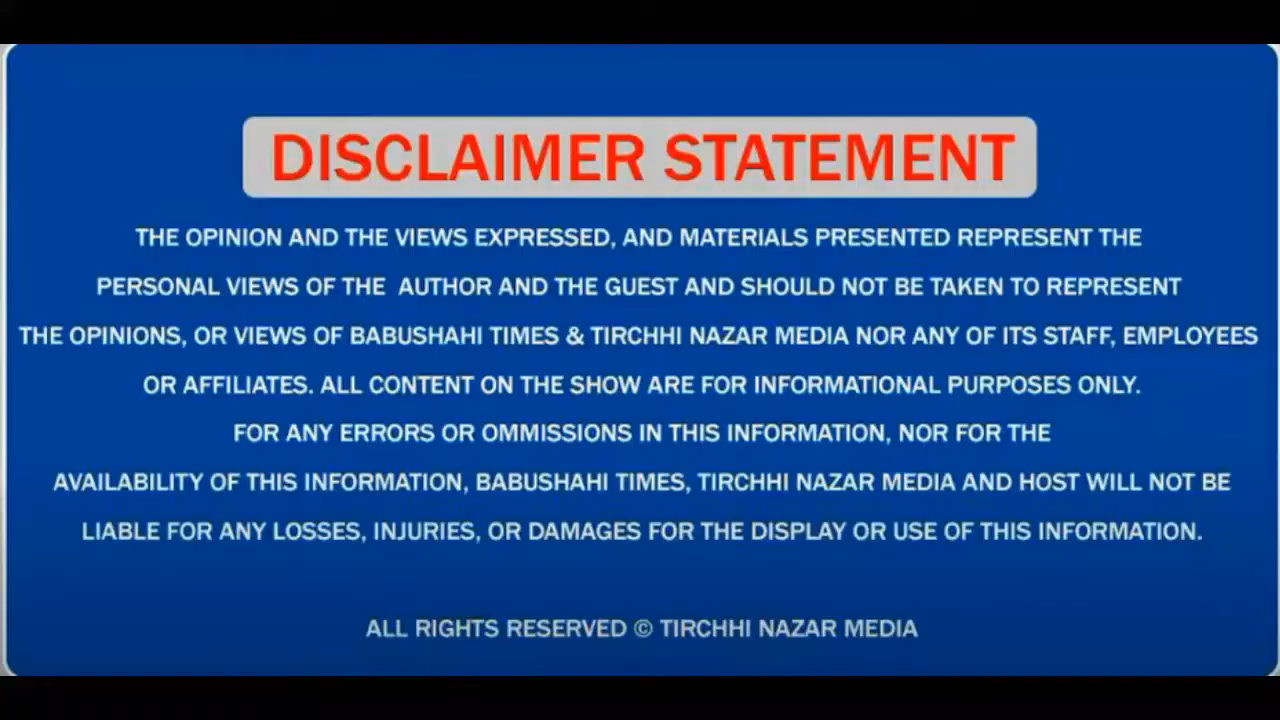 DISCLAIMER STATEMENT
THE OPINION AND THE VIEWS EXPRESSED, AND MATERIALS PRESENTED REPRESENT THE
PERSONAL VIEWS OF THE AUTHOR AND THE GUEST AND SHOULD NOT BE TAKEN TO REPRESENT
THE OPINIONS, OR VIEWS OF BABUSHAHI TIMES & TIRCHHI NAZAR MEDIA NOR ANY OF ITS STAFF, EMPLOYEES
OR AFFILIATES. ALL CONTENT ON THE SHOW ARE FOR INFORMATIONAL PURPOSES ONLY.
FOR ANY ERRORS OR OMMISSIONS IN THIS INFORMATION, NOR FOR THE
AVAILABILITY OF THIS INFORMATION, BABUSHAHI TIMES, TIRCHHI NAZAR MEDIA AND HOST WILL NOT BE
LIABLE FOR ANY LOSSES, INJURIES, OR DAMAGES FOR THE DISPLAY OR USE OF THIS INFORMATION.
ALL RIGHTS RESERVED © TIRCHHI NAZAR MEDIA